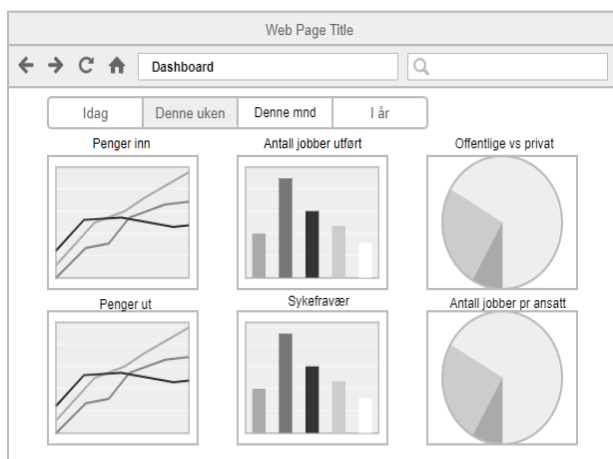 Web Page Title
Dashboard
Idag Denne uken Denne mnd I år
Penger inn Antall jobber utført Offentlige vs privat
Penger ut Sykefravær Antall jobber pr ansatt